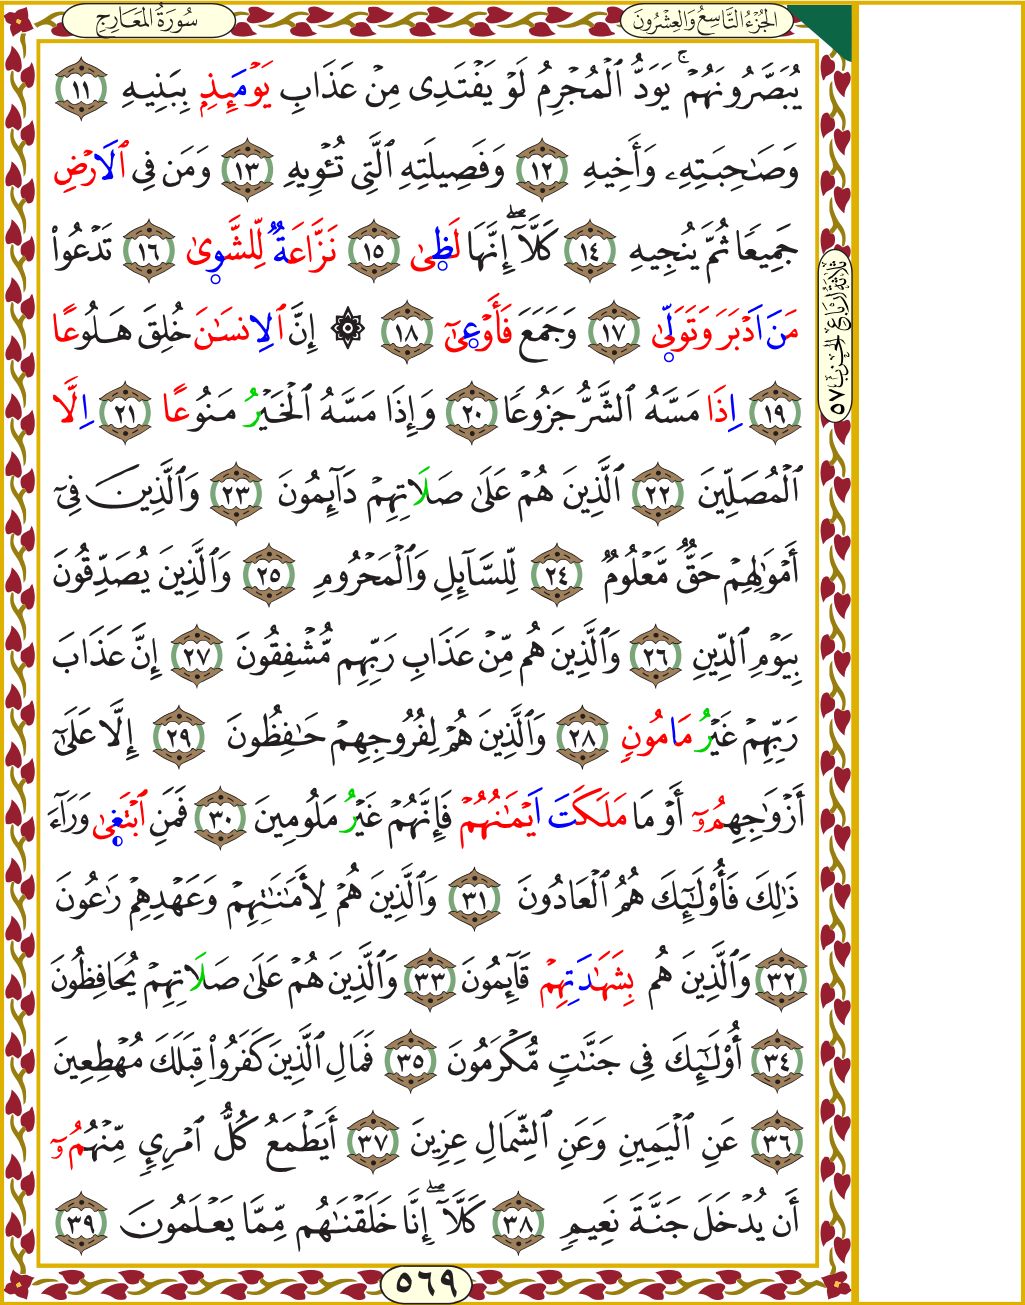 الجُزْءُ التَّاسِعُ وَالعِشْرُونَ
سُورَةُ المَعَارِجِ
يُبَصَّرُونَهُمْ ۚ يَوَدُّ ٱلْمُجْرِمُ لَوْ يَفْتَدِى مِنْ عَذَابِ يَوْمَئِذِۭ بِبَنِيهِ ١١
وَصَـٰحِبَتِهِۦ وَأَخِيهِ ١٢ وَفَصِيلَتِهِ ٱلَّتِى تُـْٔوِيهِ ١٣ وَمَن فِى ٱلَارْضِ
جَمِيعًا ثُمَّ يُنجِيهِ ١٤ كَلَّآ ۖ إِنَّهَا لَظٰى ١٥ نَزَّاعَةٌ لِّلشَّوٰى ١٦ تَدْعُوا۟
مَنَ اَدْبَرَ وَتَوَلّٰى ١٧ وَجَمَعَ فَأَوْعٰىٓ ١٨ ۞ إِنَّ ٱلِانسَـٰنَ خُلِقَ هَلُوعًا
١٩ اِذَا مَسَّهُ ٱلشَّرُّ جَزُوعًا ٢٠ وَإِذَا مَسَّهُ ٱلْخَيْرُ مَنُوعًا ٢١ اِلَّا
ٱلْمُصَلِّينَ ٢٢ ٱلَّذِينَ هُمْ عَلَىٰ صَلَاتِهِمْ دَآئِمُونَ ٢٣ وَٱلَّذِينَ فِىٓ
أَمْوَٰلِهِمْ حَقٌّ مَّعْلُومٌ ٢٤ لِّلسَّآئِلِ وَٱلْمَحْرُومِ ٢٥ وَٱلَّذِينَ يُصَدِّقُونَ
بِيَوْمِ ٱلدِّينِ ٢٦ وَٱلَّذِينَ هُم مِّنْ عَذَابِ رَبِّهِم مُّشْفِقُونَ ٢٧ إِنَّ عَذَابَ
رَبِّهِمْ غَيْرُ مَامُونٍ ٢٨ وَٱلَّذِينَ هُمْ لِفُرُوجِهِمْ حَـٰفِظُونَ ٢٩ إِلَّا عَلَىٰٓ
أَزْوَٰجِهِمُۥٓ أَوْ مَا مَلَكَتَ اَيْمَـٰنُهُمْ فَإِنَّهُمْ غَيْرُ مَلُومِينَ ٣٠ فَمَنِ ٱبْتَغٰى وَرَآءَ
ذَٰلِكَ فَأُو۟لَـٰٓئِكَ هُمُ ٱلْعَادُونَ ٣١ وَٱلَّذِينَ هُمْ لِأَمَـٰنَـٰتِهِمْ وَعَهْدِهِمْ رَٰعُونَ
٣٢ وَٱلَّذِينَ هُم بِشَهَـٰدَتِهِمْ قَآئِمُونَ ٣٣ وَٱلَّذِينَ هُمْ عَلَىٰ صَلَاتِهِمْ يُحَافِظُونَ
٣٤ أُو۟لَـٰٓئِكَ فِى جَنَّـٰتٍ مُّكْرَمُونَ ٣٥ فَمَالِ ٱلَّذِينَ كَفَرُوا۟ قِبَلَكَ مُهْطِعِينَ
٣٦ عَنِ ٱلْيَمِينِ وَعَنِ ٱلشِّمَالِ عِزِينَ ٣٧ أَيَطْمَعُ كُلُّ ٱمْرِئٍ مِّنْهُمُۥٓ
أَن يُدْخَلَ جَنَّةَ نَعِيمٍ ٣٨ كَلَّآ ۖ إِنَّا خَلَقْنَـٰهُم مِّمَّا يَعْلَمُونَ ٣٩
ثَلَاثَةُ أَرْبَاعِ الحِزْبِ ٥٧
٥٦٩